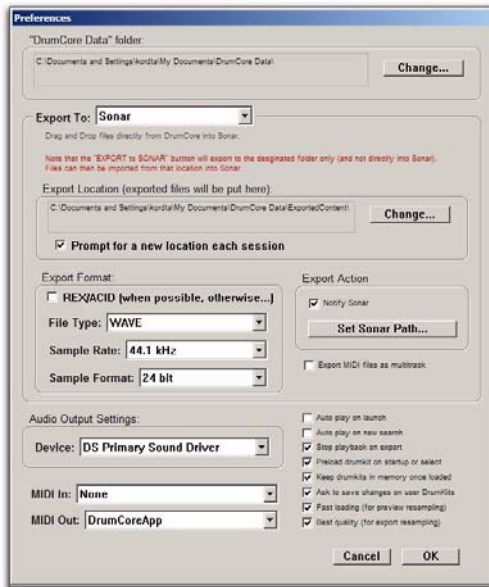 Preferences
"DrumCore Data" folder:
C:\Documents and Settings\kordta\My Documents\DrumCore Data\
Change...
Export To: Sonar
Drag and Drop files directly from DrumCore into Sonar.
Note that the "EXPORT to SONAR" buttton will export to the desginated folder only (and not directly into Sonar).
Files can then be imported from that location into Sonar.
Export Location (exported files will be put here):
C:\Documents and Settings\kordta\My Documents\DrumCore Data\ExportedContent\
Change...
Prompt for a new location each session
Export Format:
REX/ACID (when possible, otherwise...)
File Type: WAVE
Sample Rate: 44.1 kHz
Sample Format: 24 bit
Export Action
Notify Sonar
Set Sonar Path...
Export MIDI files as multitrack
Audio Output Settings:
Device: DS Primary Sound Driver
MIDI In: None
MIDI Out: DrumCoreApp
Auto play on launch
Auto play on new search
Stop playback on export
Preload drumkit on startup or select
Keep drumkits in memory once loaded
Ask to save changes on user DrumKits
Fast loading (for preview resampling)
Best quality (for export resampling)
Cancel
OK